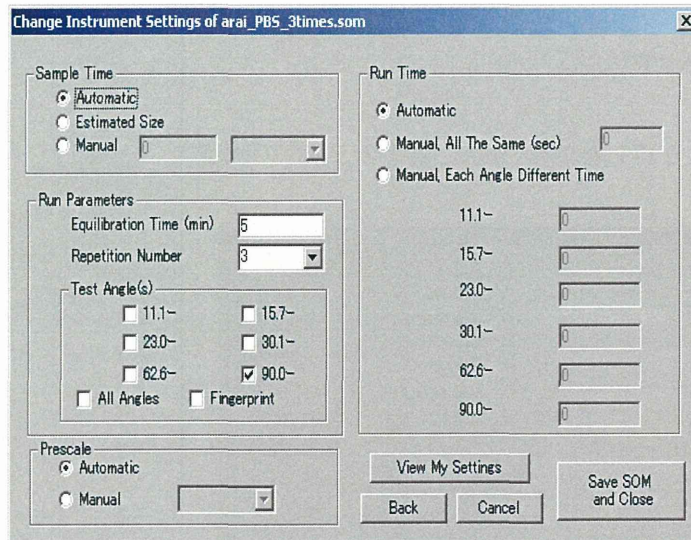 Change Instrument Settings of arai_PBS_3times.som
X
Sample Time
Automatic
Estimated Size
Manual 0
Run Parameters
Equilibration Time (min) 5
Repetition Number 3
Test Angle(s)
11.1~ 15.7~
23.0~ 30.1~
62.6~ 90.0~
All Angles Fingerprint
Prescale
Automatic
Manual
Run Time
Automatic
Manual, All The Same (sec) 0
Manual, Each Angle Different Time
11.1~ 0
15.7~ 0
23.0~ 0
30.1~ 0
62.6~ 0
90.0~ 0
View My Settings
Back Cancel
Save SOM
and Close